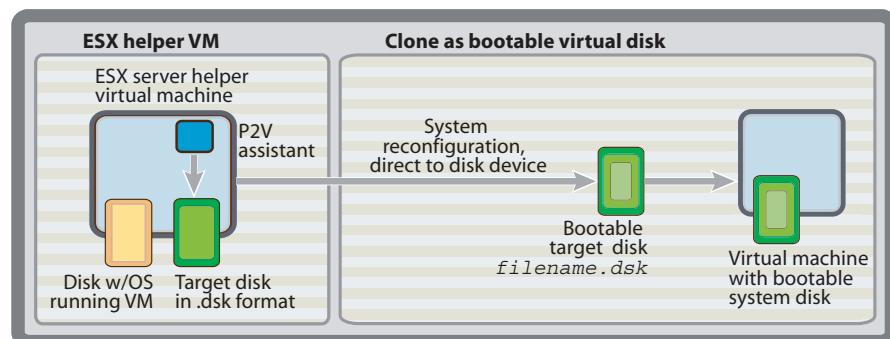 ESX helper VM
Clone as bootable virtual disk
ESX server helper
virtual machine
P2V
assistant
Disk w/OS
running VM
Target disk
in .dsk format
System
reconfiguration,
direct to disk device
Bootable
target disk
filename.dsk
Virtual machine
with bootable
system disk